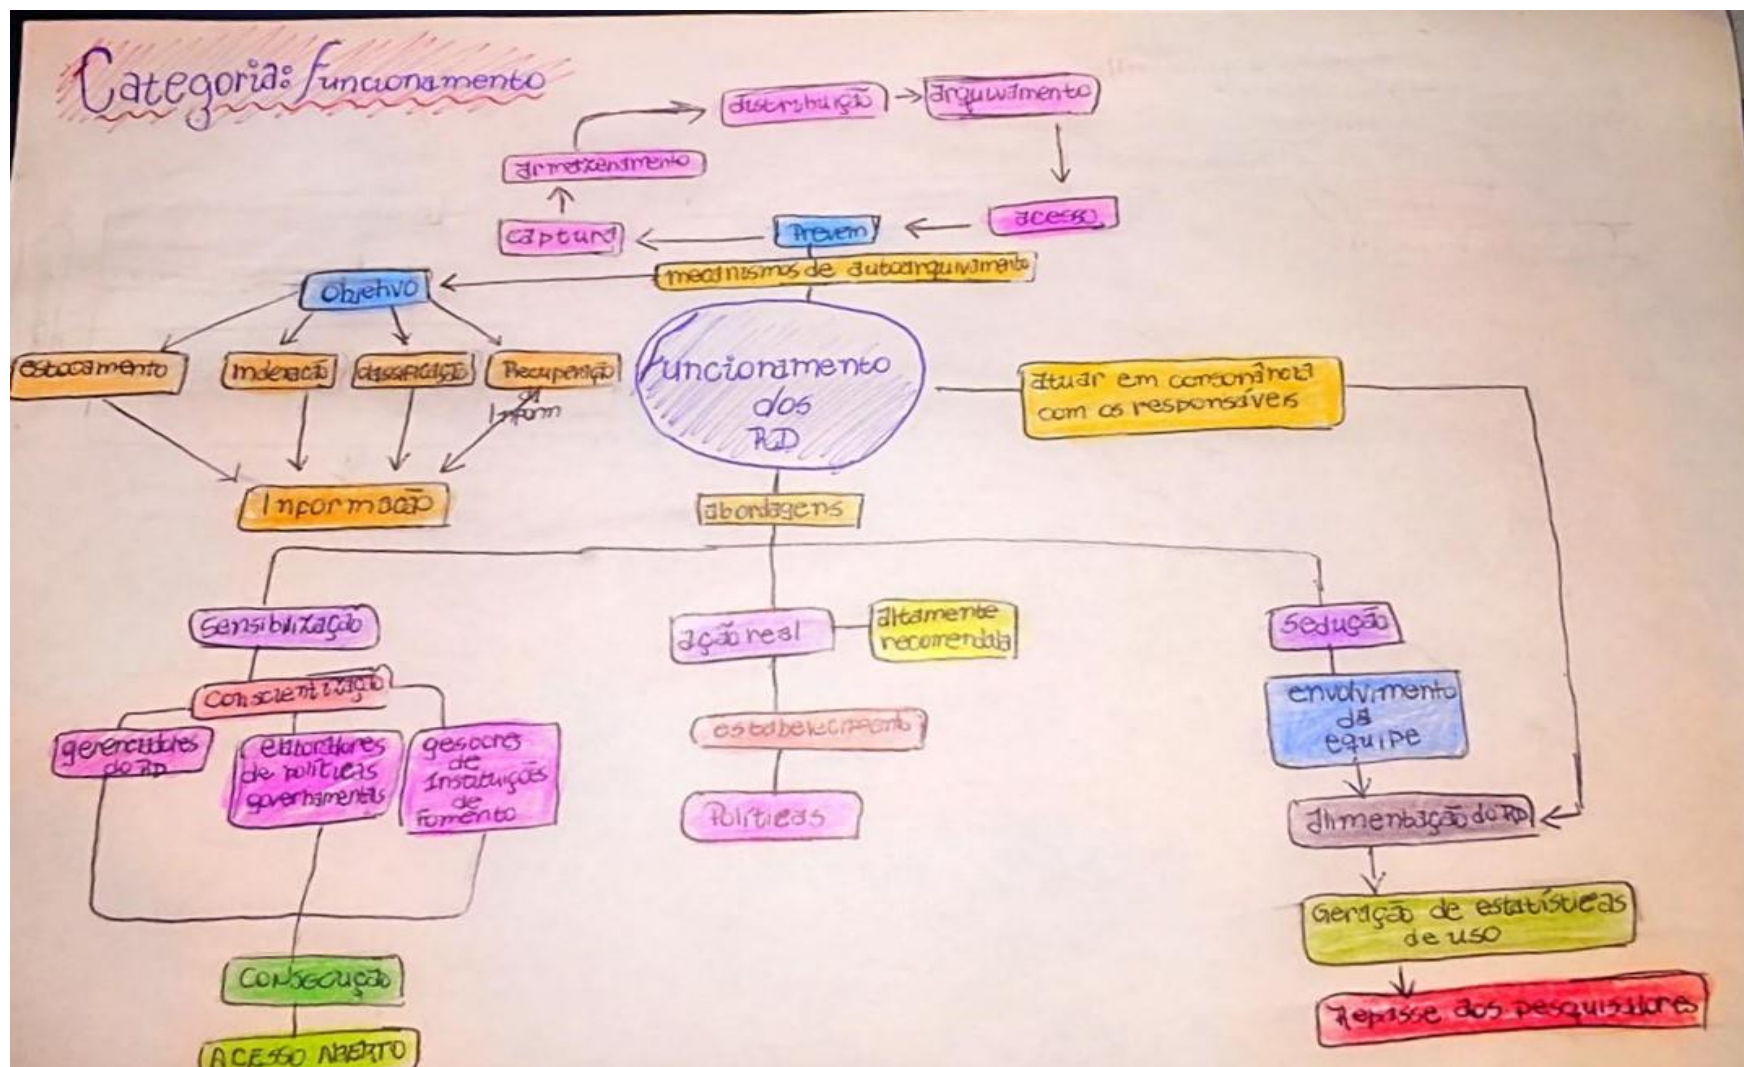 Categoria: funcionamento
distribuição
arquivamento
armazenamento
acesso
Prevem
captura
mecanismos de autoarquivamento
objetivo
estocamento
indexação
classificação
Recuperação
da
Inform
Informação
Funcionamento
dos
RD
atuar em consonância
com os responsáveis
abordagens
Sensibilização
ação real
altamente
recomendada
Sedução
Conscientização
gerenciadores
do RD
elaboradores
de políticas
governamentais
gesores
de
Instituições
de
Fomento
estabelecimento
Políticas
envolvimento
da
equipe
alimentação do RD
Geração de estatísticas
de uso
Repasse aos pesquisadores
CONSECUÇÃO
ACESSO ABERTO